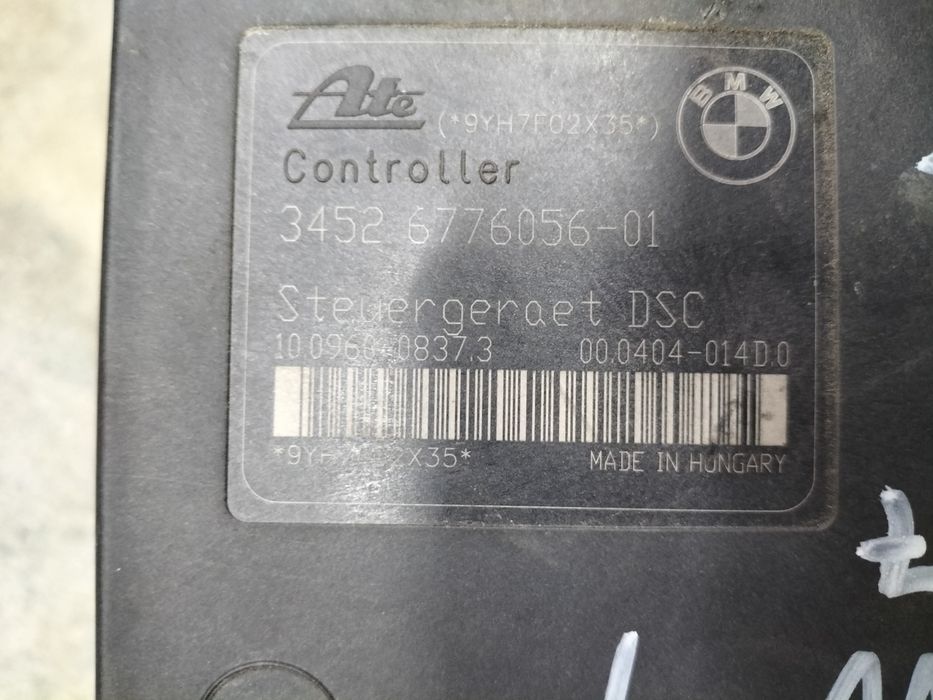 Ate (*9YH7F02X35*) BMW
Controller
3452 6776056-01
Steuergeraet DSC
10.0960-0837.3 00.0404-014D.0
*9YH7F02X35* MADE IN HUNGARY